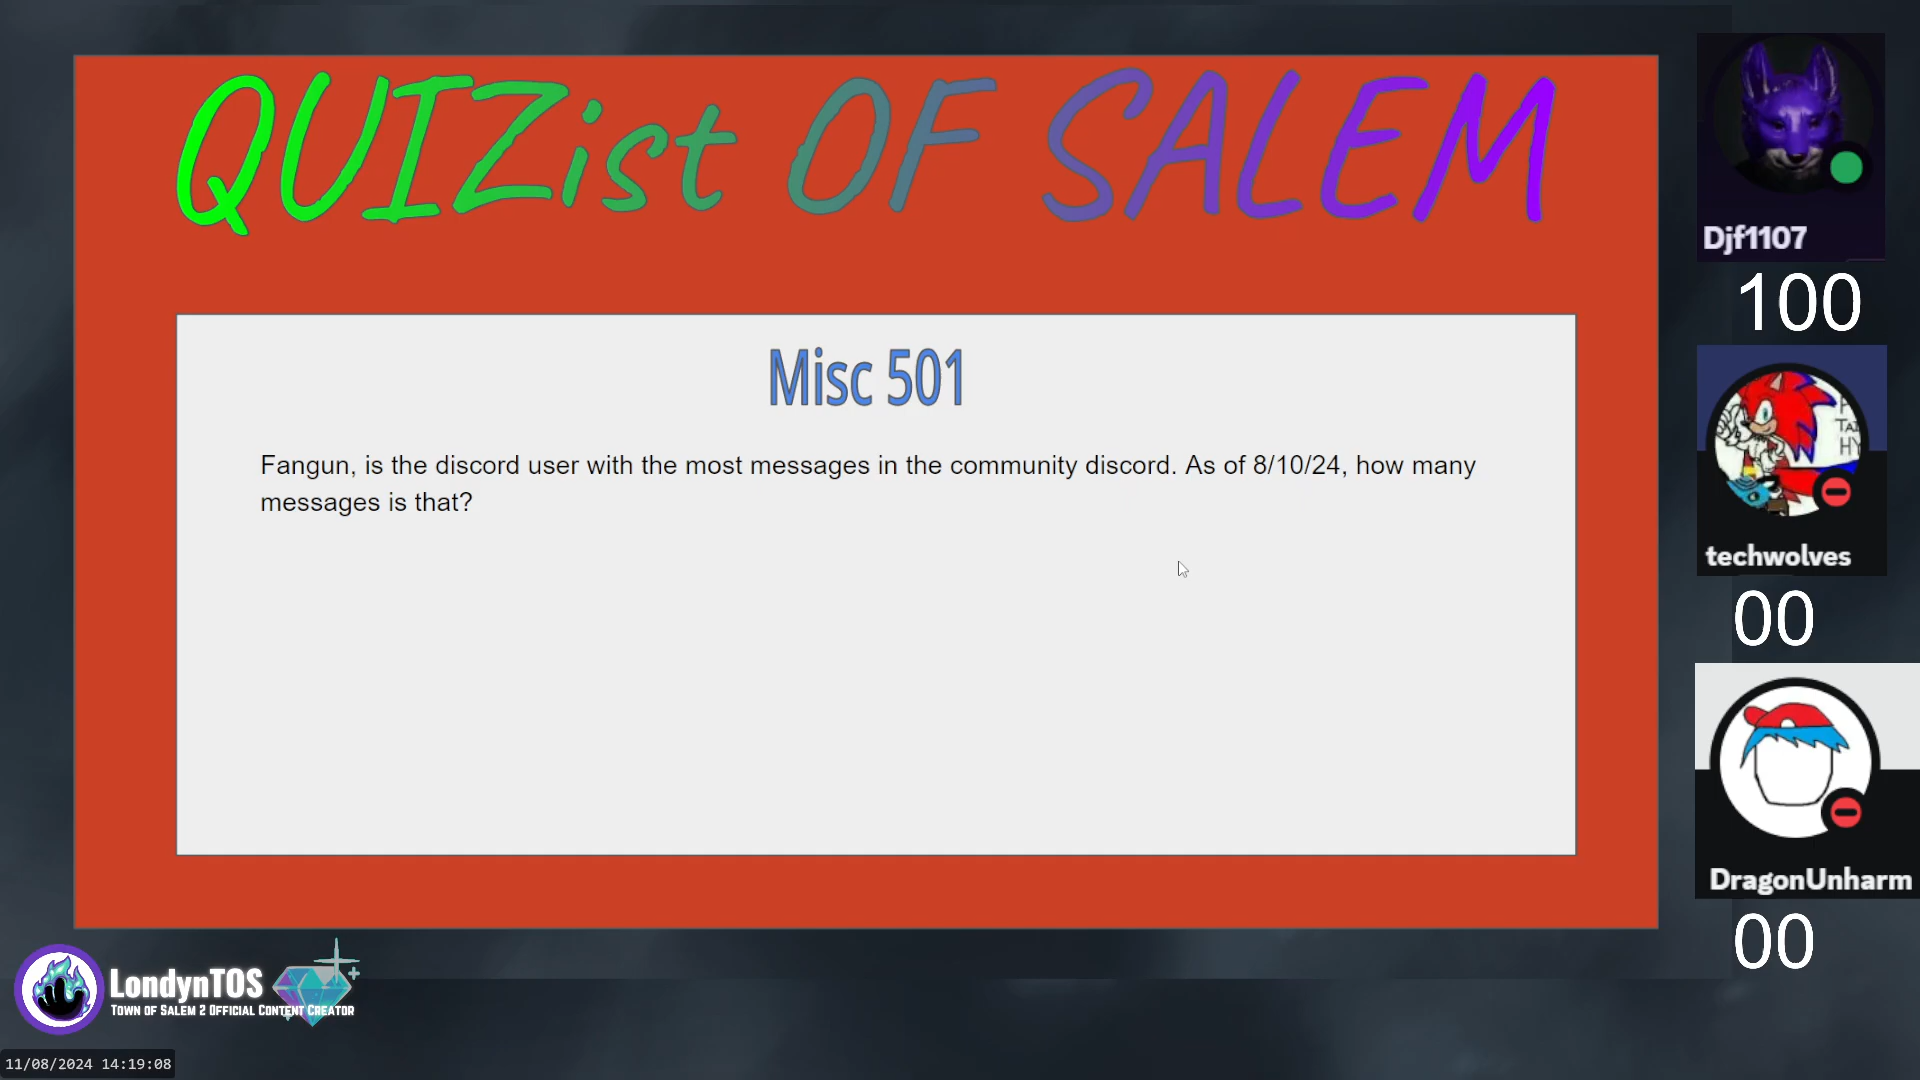 QUIZist OF SALEM
Misc 501
Fangun, is the discord user with the most messages in the community discord. As of 8/10/24, how many
messages is that?
Djf1107
100
techwolves
00
DragonUnharm
00
LondynTOS
TOWN OF SALEM 2 OFFICIAL CONTENT CREATOR
11/08/2024 14:19:08